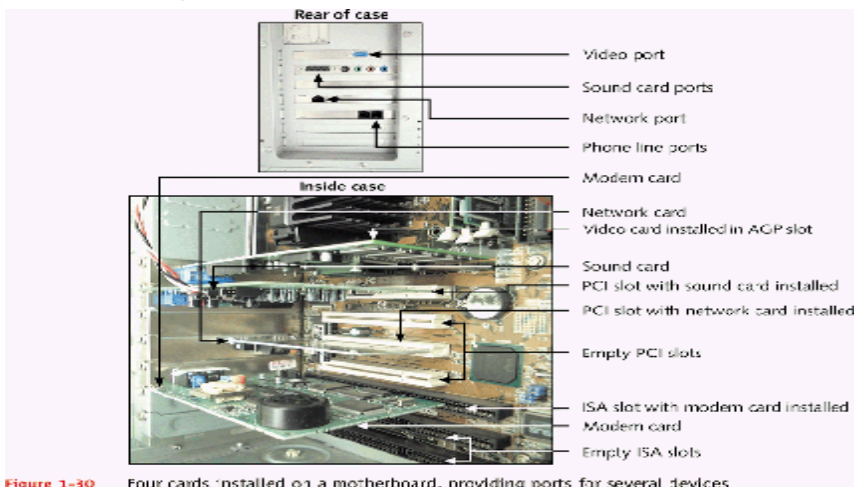 Rear of case
Video port
Sound card ports
Network port
Phone line ports
Modem card
Inside case
Network card
Video card installed in AGP slot
Sound card
PCI slot with sound card installed
PCI slot with network card installed
Empty PCI slots
ISA slot with modem card installed
Modem card
Empty ISA slots
Figure 1-30 Four cards installed on a motherboard, providing ports for several devices